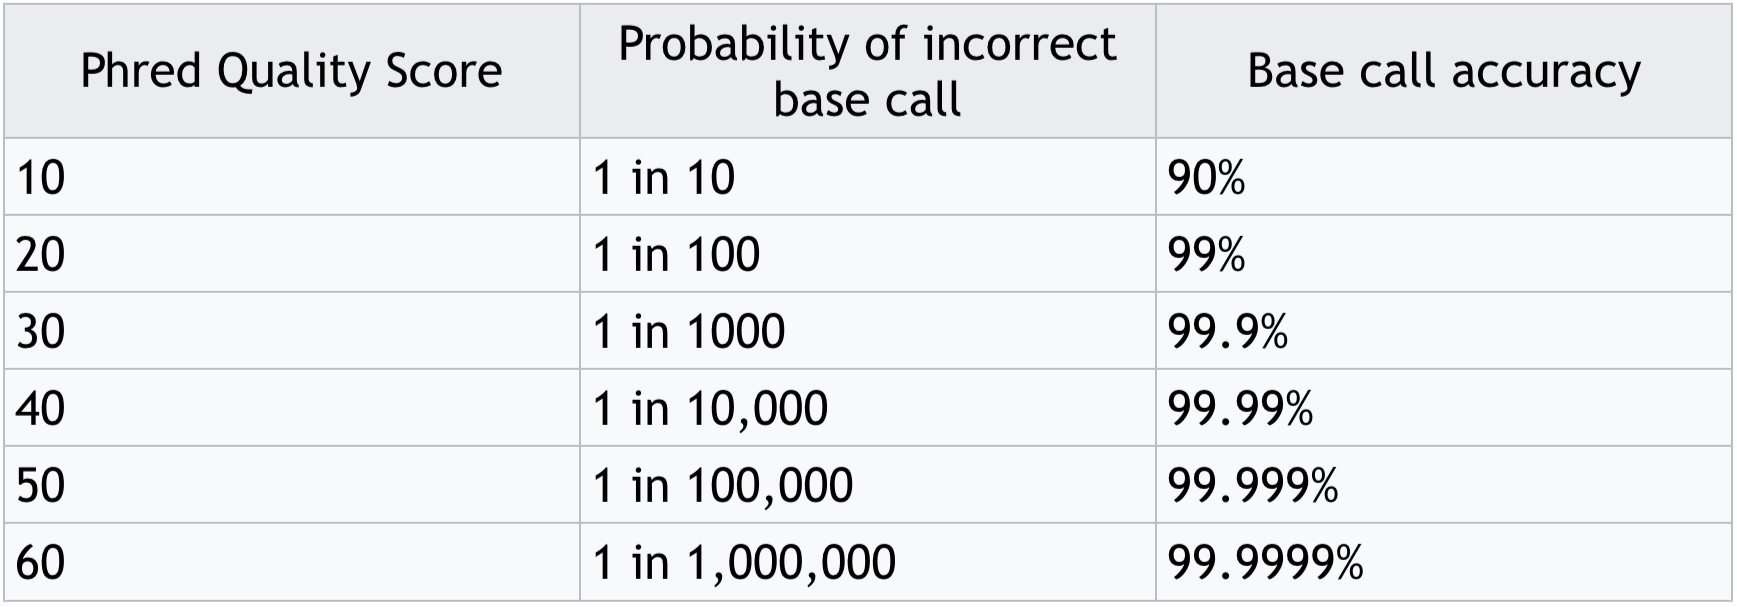 Phred Quality Score Probability of incorrect base call Base call accuracy
10 1 in 10 90%
20 1 in 100 99%
30 1 in 1000 99.9%
40 1 in 10,000 99.99%
50 1 in 100,000 99.999%
60 1 in 1,000,000 99.9999%